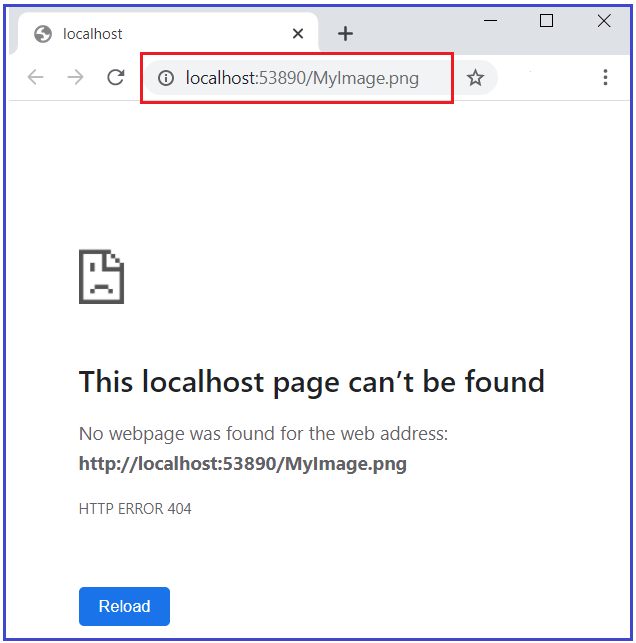 localhost
localhost:53890/MyImage.png
This localhost page can’t be found
No webpage was found for the web address:
http://localhost:53890/MyImage.png
HTTP ERROR 404
Reload